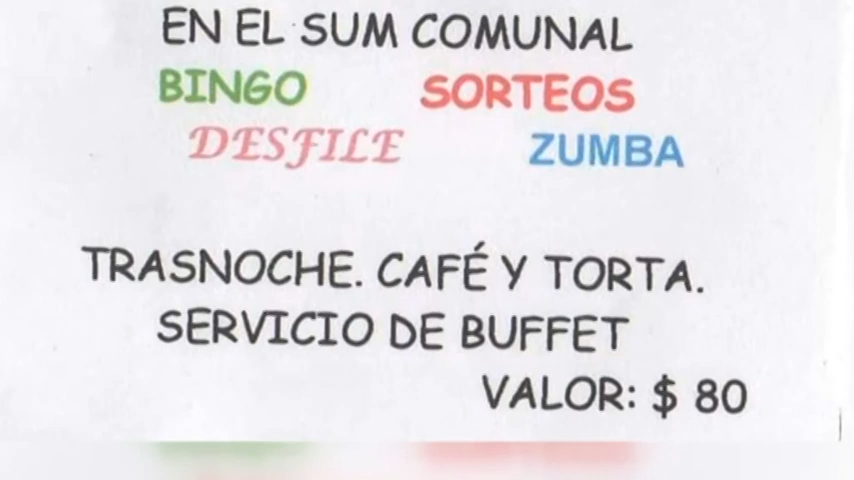 EN EL SUM COMUNAL
BINGO SORTEOS
DESFILE ZUMBA
TRASNOCHE. CAFÉ Y TORTA.
SERVICIO DE BUFFET
VALOR: $ 80